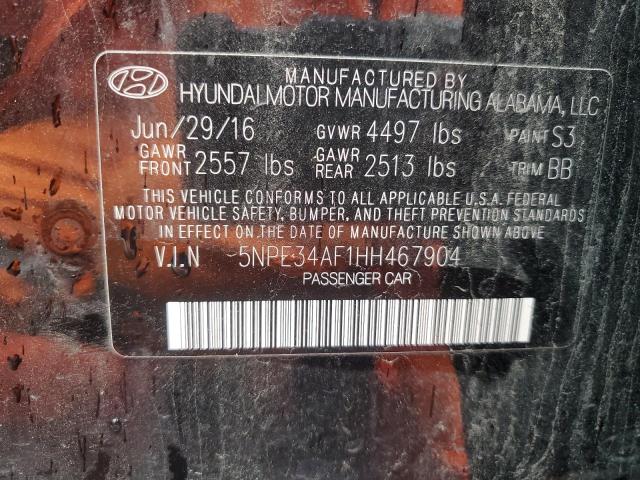 MANUFACTURED BY
HYUNDAI MOTOR MANUFACTURING ALABAMA, LLC
Jun/29/16 GVWR 4497 lbs PAINT S3
GAWR FRONT 2557 lbs GAWR REAR 2513 lbs TRIM BB
THIS VEHICLE CONFORMS TO ALL APPLICABLE U.S.A. FEDERAL
MOTOR VEHICLE SAFETY, BUMPER, AND THEFT PREVENTION STANDARDS
IN EFFECT ON THE DATE OF MANUFACTURE SHOWN ABOVE.
V.I.N 5NPE34AF1HH467904
PASSENGER CAR